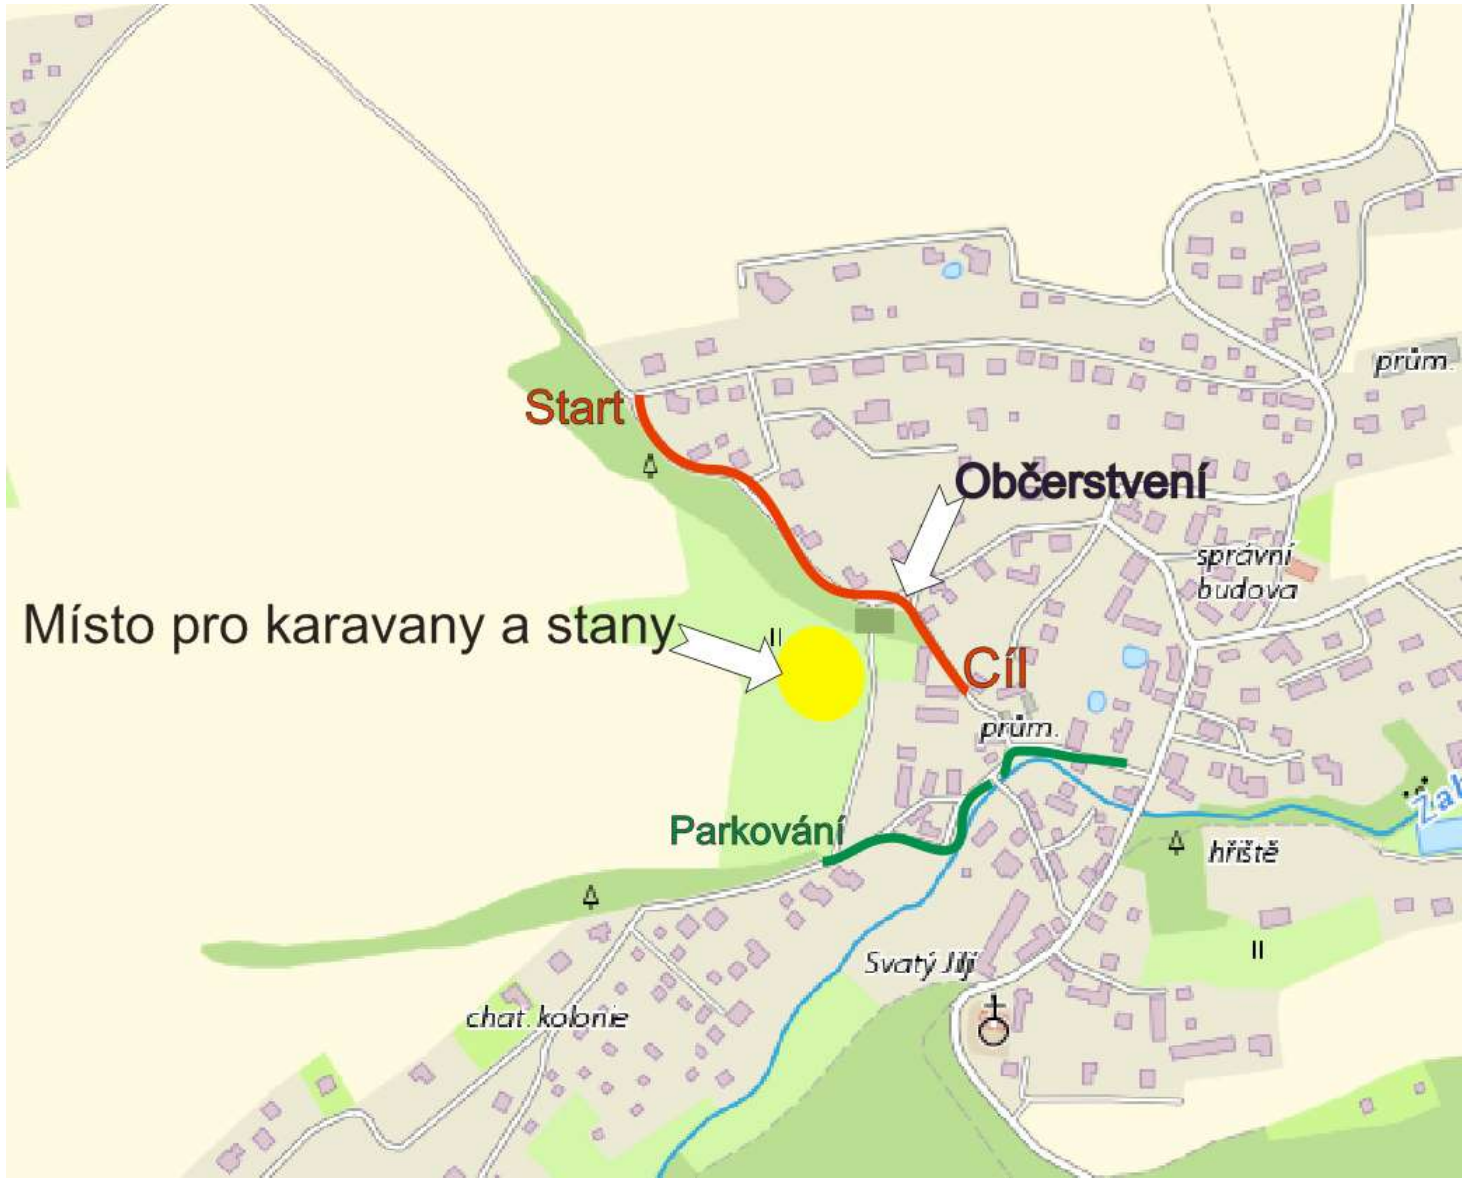 prům.
Start
Občerstvení
správní
budova
Místo pro karavany a stany
Cíl
prům.
Parkování
hřiště
Svatý Jiljí
chat. kolonie